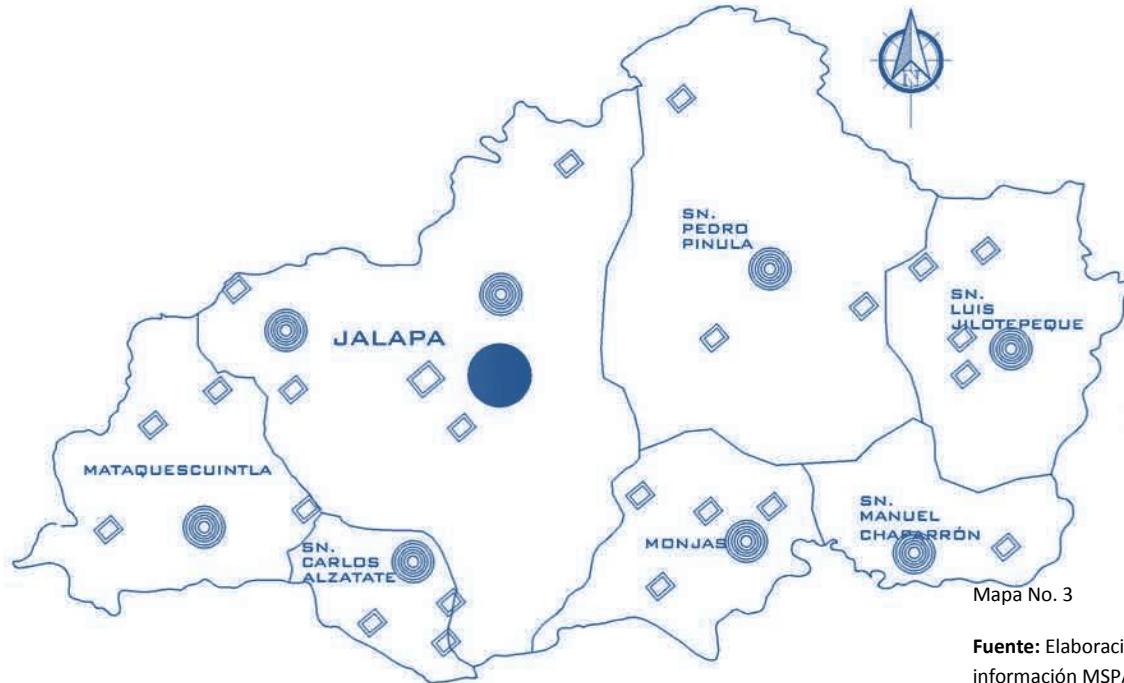 N
SN.
PEDRO
PINULA
SN.
LUIS
JILOTEPEQUE
JALAPA
MATAQUESCUINTLA
SN.
CARLOS
ALZATATE
MONJAS
SN.
MANUEL
CHAPARRÓN
Mapa No. 3
Fuente: Elaboraci
información MSPA